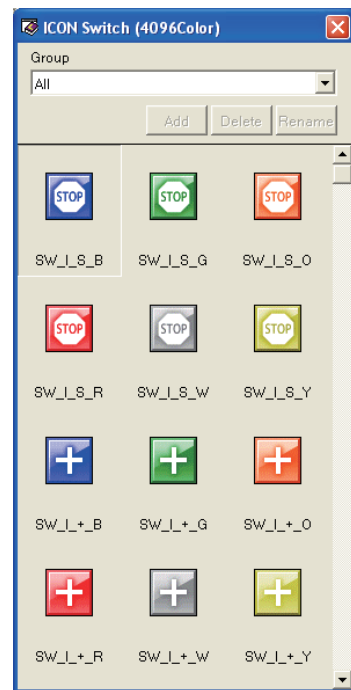 ICON Switch (4096Color)
Group
All
Add Delete Rename
STOP STOP STOP
SW_I_S_B SW_I_S_G SW_I_S_O
STOP STOP STOP
SW_I_S_R SW_I_S_W SW_I_S_Y
SW_I_+_B SW_I_+_G SW_I_+_O
SW_I_+_R SW_I_+_W SW_I_+_Y